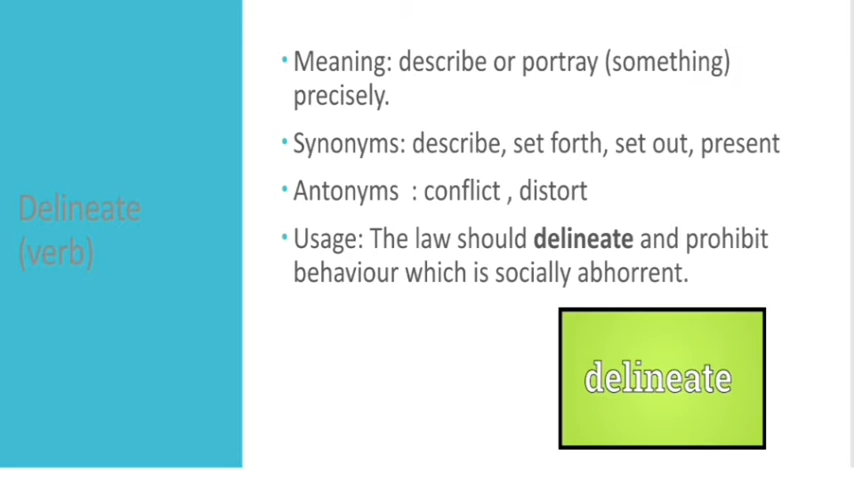 Delineate
(verb)
• Meaning: describe or portray (something)
precisely.
• Synonyms: describe, set forth, set out, present
• Antonyms : conflict , distort
• Usage: The law should delineate and prohibit
behaviour which is socially abhorrent.
delineate